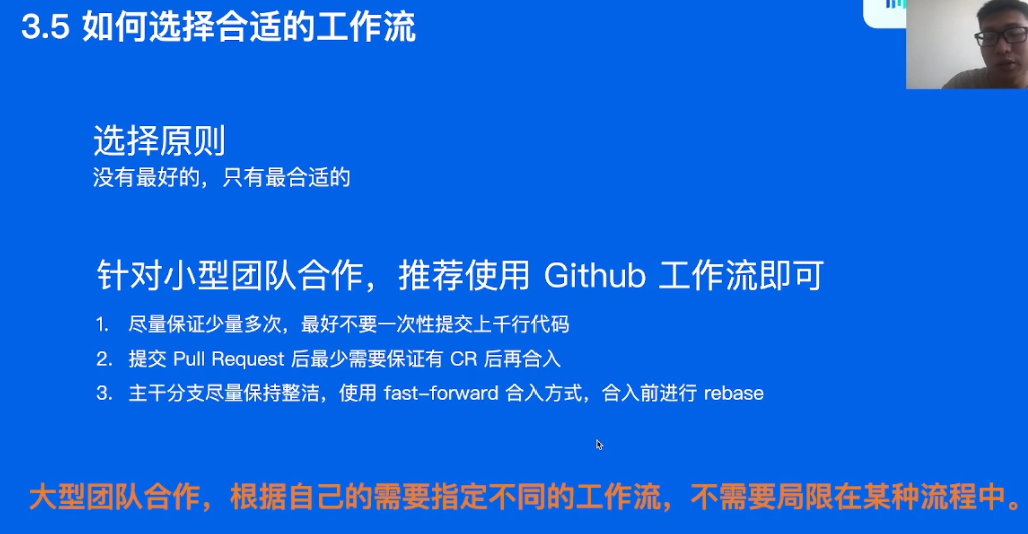 3.5 如何选择合适的工作流
选择原则
没有最好的，只有最合适的
针对小型团队合作，推荐使用 Github 工作流即可
1. 尽量保证少量多次，最好不要一次性提交上千行代码
2. 提交 Pull Request 后最少需要保证有 CR 后再合入
3. 主干分支尽量保持整洁，使用 fast-forward 合入方式，合入前进行 rebase
大型团队合作，根据自己的需要指定不同的工作流，不需要局限在某种流程中。